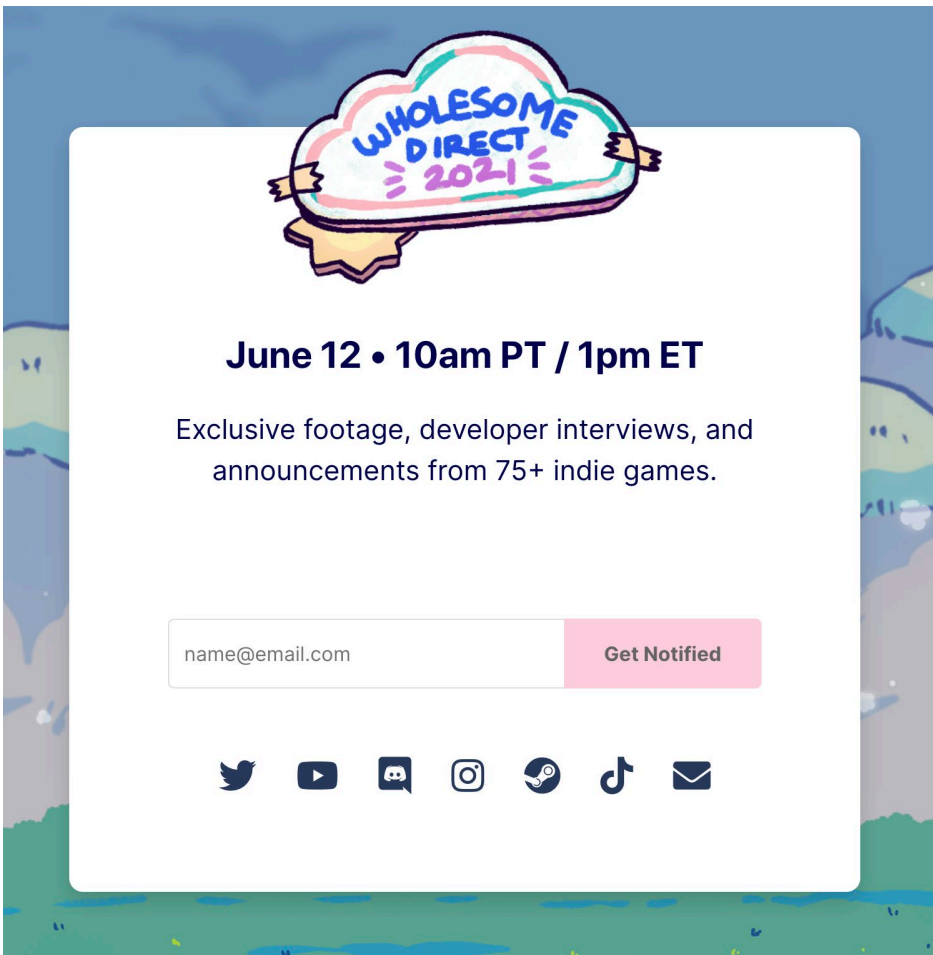 WHOLESOME
DIRECT
2021
June 12 • 10am PT / 1pm ET
Exclusive footage, developer interviews, and
announcements from 75+ indie games.
name@email.com
Get Notified